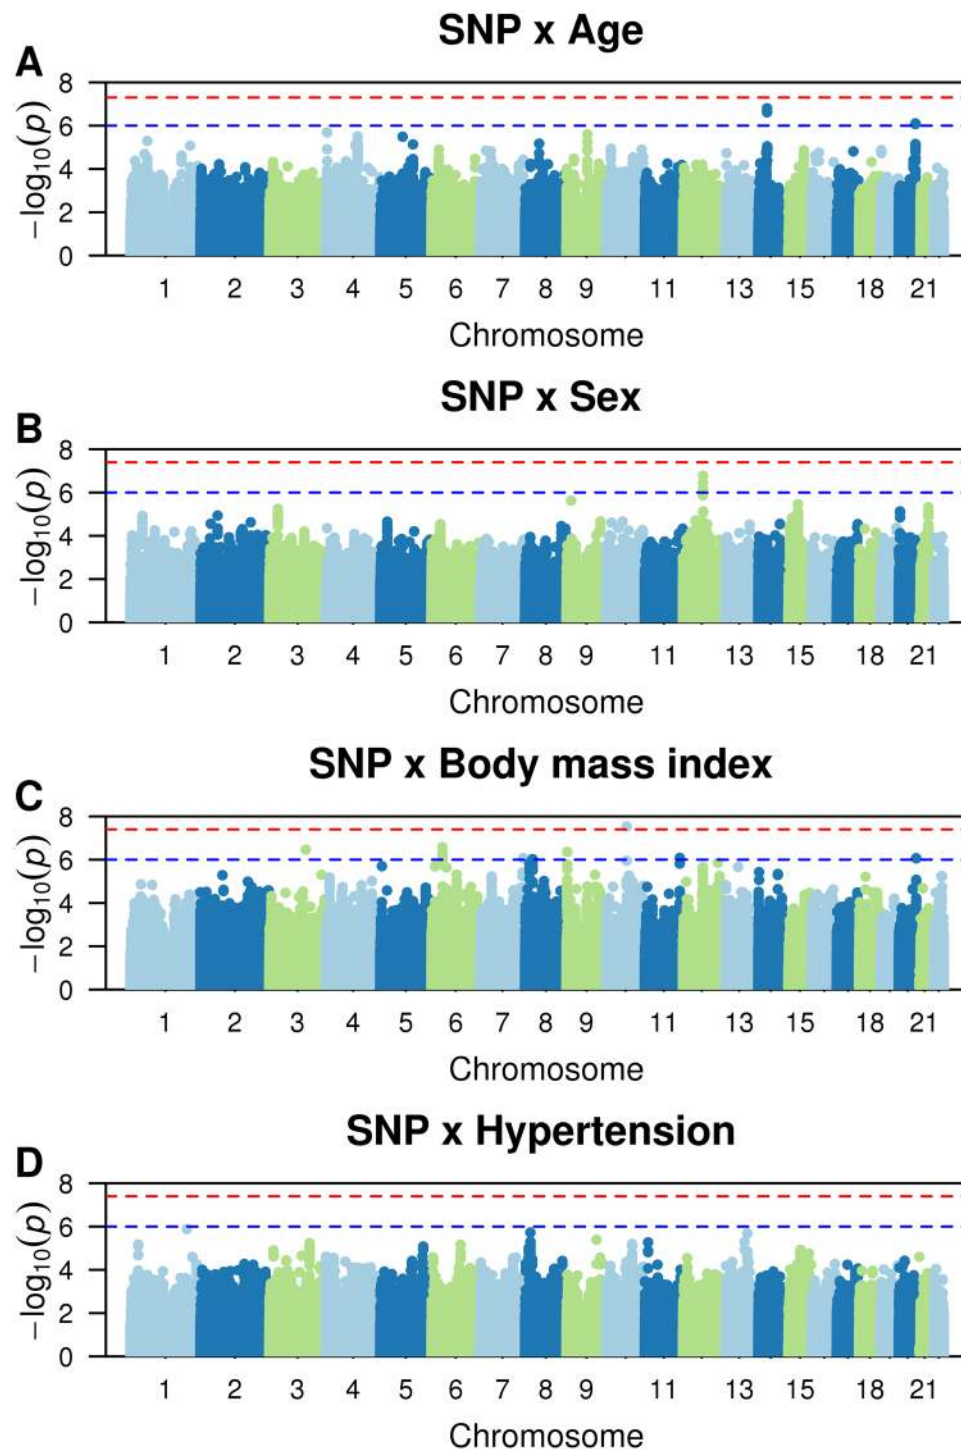 SNP x Age
A
8
6
4
2
0
−log10(p)
1 2 3 4 5 6 7 8 9 11 13 15 18 21
Chromosome
SNP x Sex
B
8
6
4
2
0
−log10(p)
1 2 3 4 5 6 7 8 9 11 13 15 18 21
Chromosome
SNP x Body mass index
C
8
6
4
2
0
−log10(p)
1 2 3 4 5 6 7 8 9 11 13 15 18 21
Chromosome
SNP x Hypertension
D
8
6
4
2
0
−log10(p)
1 2 3 4 5 6 7 8 9 11 13 15 18 21
Chromosome